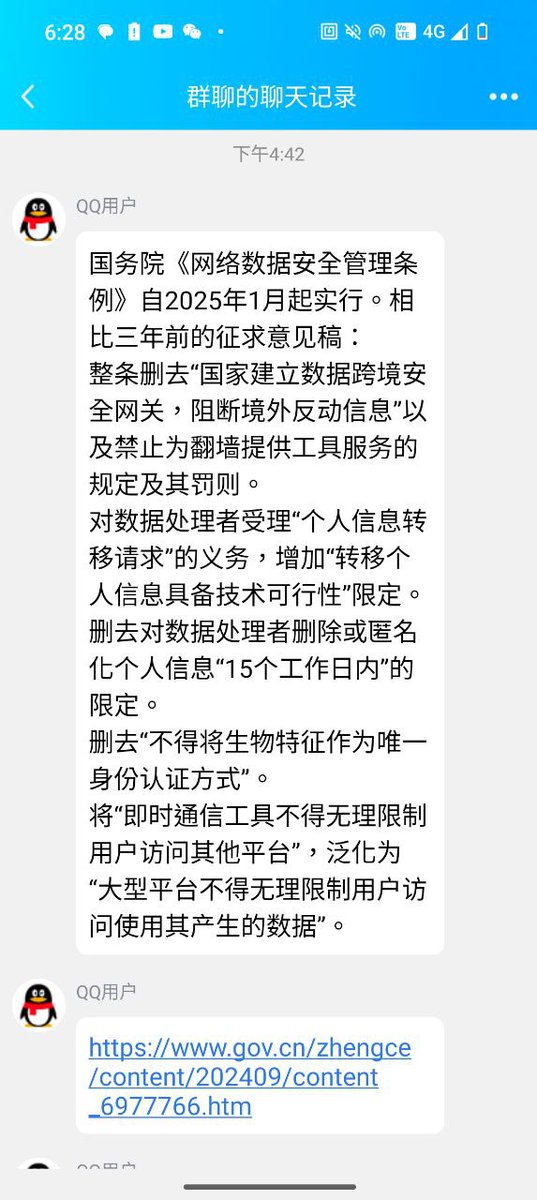 6:28
Vo
LTE
4G
群聊的聊天记录
下午4:42
QQ用户
国务院《网络数据安全管理条
例》自2025年1月起实行。相
比三年前的征求意见稿：
整条删去“国家建立数据跨境安
全网关，阻断境外反动信息”以
及禁止为翻墙提供工具服务的
规定及其罚则。
对数据处理者受理“个人信息转
移请求”的义务，增加“转移个
人信息具备技术可行性”限定。
删去对数据处理者删除或匿名
化个人信息“15个工作日内”的
限定。
删去“不得将生物特征作为唯一
身份认证方式”。
将“即时通信工具不得无理限制
用户访问其他平台”，泛化为
“大型平台不得无理限制用户访
问使用其产生的数据”。
QQ用户
https://www.gov.cn/zhengce
/content/202409/content
_6977766.htm
QQ用户